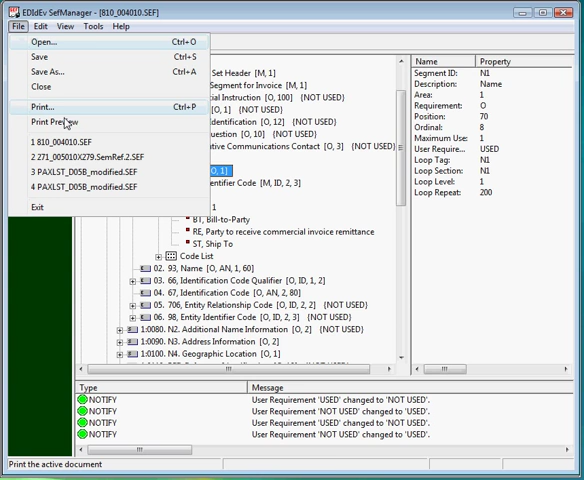 EDIdEv SefManager - [810_004010.SEF]
File Edit View Tools Help
Open... Ctrl+O
Save Ctrl+S
Save As... Ctrl+A
Close
Print... Ctrl+P
Print Preview
1 810_004010.SEF
2 271_005010X279.SemRef.2.SEF
3 PAXLST_D05B_modified.SEF
4 PAXLST_D05B_modified.SEF
Exit
Set Header [M, 1]
Segment for Invoice [M, 1]
cial Instruction [O, 100] {NOT USED}
{NOT USED}
entification [O, 12] {NOT USED}
uestion [O, 10] {NOT USED}
tive Communications Contact [O, 3] {NOT USED}
[O, 1]
entifier Code [M, ID, 2, 3]
1
BT, Bill-to-Party
RE, Party to receive commercial invoice remittance
ST, Ship To
Code List
02. 93, Name [O, AN, 1, 60]
03. 66, Identification Code Qualifier [O, ID, 1, 2]
04. 67, Identification Code [O, AN, 2, 80]
05. 706, Entity Relationship Code [O, ID, 2, 2] {NOT USED}
06. 98, Entity Identifier Code [O, ID, 2, 3] {NOT USED}
1:0080. N2. Additional Name Information [O, 2] {NOT USED}
1:0090. N3. Address Information [O, 2]
1:0100. N4. Geographic Location [O, 1]
Name Property
Segment ID: N1
Description: Name
Area: 1
Requirement: O
Position: 70
Ordinal: 8
Maximum Use: 1
User Require... USED
Loop Tag: N1
Loop Section: N1
Loop Level: 1
Loop Repeat: 200
Type Message
NOTIFY User Requirement 'USED' changed to 'NOT USED'.
NOTIFY User Requirement 'NOT USED' changed to 'USED'.
NOTIFY User Requirement 'USED' changed to 'NOT USED'.
NOTIFY User Requirement 'NOT USED' changed to 'USED'.
Print the active document